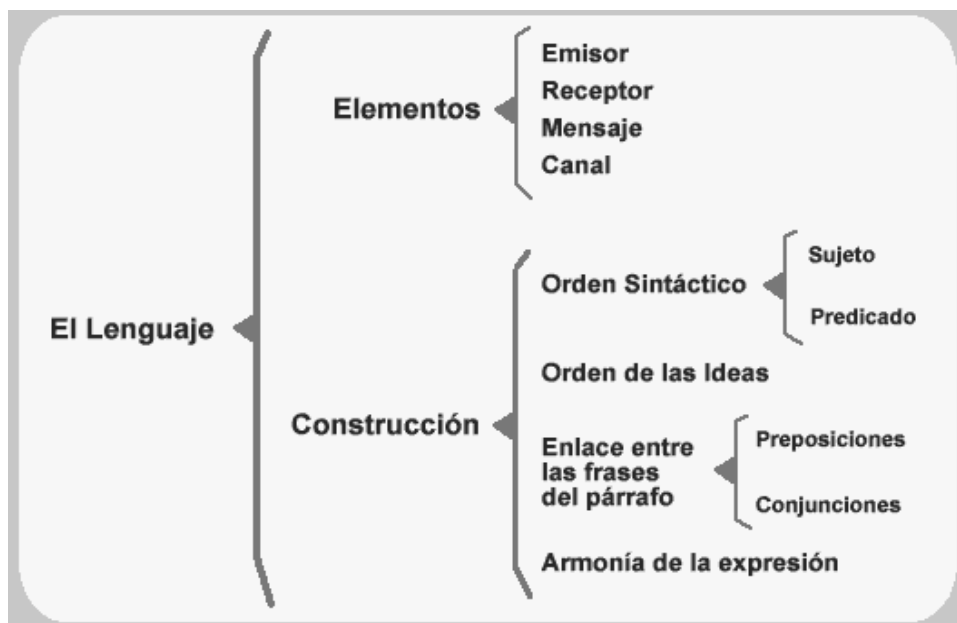 El Lenguaje
Elementos
Emisor
Receptor
Mensaje
Canal
Construcción
Orden Sintáctico
Sujeto
Predicado
Orden de las Ideas
Enlace entre
las frases
del párrafo
Preposiciones
Conjunciones
Armonía de la expresión